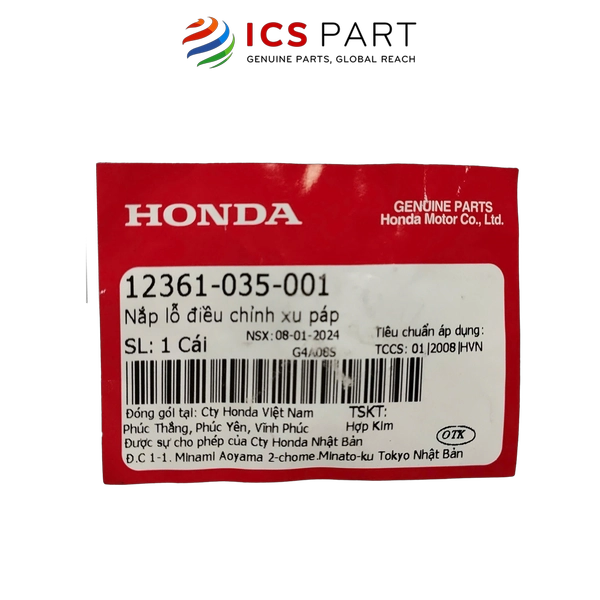 ICS PART
GENUINE PARTS, GLOBAL REACH
HONDA
GENUINE PARTS
Honda Motor Co., Ltd.
12361-035-001
Nắp lỗ điều chỉnh xu páp
SL: 1 Cái
NSX: 08-01-2024
G4A08S
Tiêu chuẩn áp dụng:
TCCS: 01|2008|HVN
Đóng gói tại: Cty Honda Việt Nam
Phúc Thắng, Phúc Yên, Vĩnh Phúc
TSKT:
Hợp Kim
Được sự cho phép của Cty Honda Nhật Bản
Đ.C 1-1. Minami Aoyama 2-chome.Minato-ku Tokyo Nhật Bản
OTK